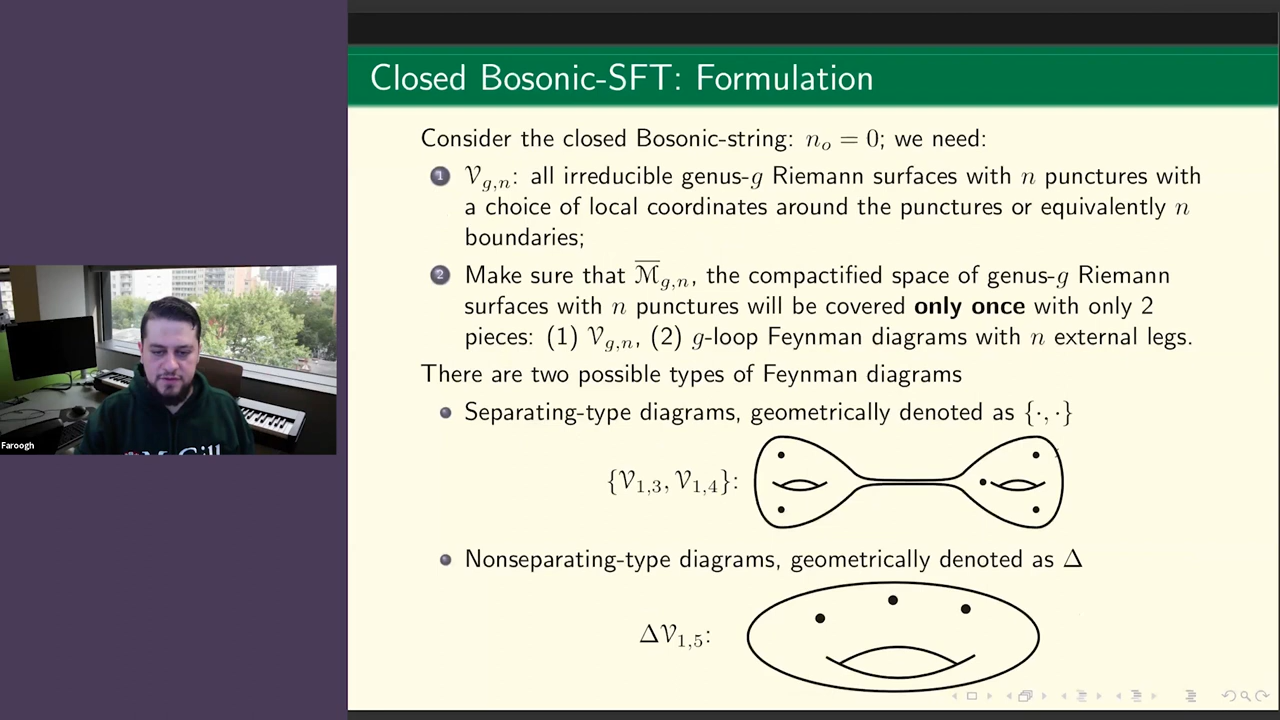 Closed Bosonic-SFT: Formulation
Consider the closed Bosonic-string: n_o = 0; we need:
1 𝒱_{g,n}: all irreducible genus-g Riemann surfaces with n punctures with
a choice of local coordinates around the punctures or equivalently n
boundaries;
2 Make sure that ℳ̅_{g,n}, the compactified space of genus-g Riemann
surfaces with n punctures will be covered only once with only 2
pieces: (1) 𝒱_{g,n}, (2) g-loop Feynman diagrams with n external legs.
There are two possible types of Feynman diagrams
Separating-type diagrams, geometrically denoted as {·, ·}
{𝒱_{1,3}, 𝒱_{1,4}}:
Nonseparating-type diagrams, geometrically denoted as Δ
Δ𝒱_{1,5}:
Faroogh